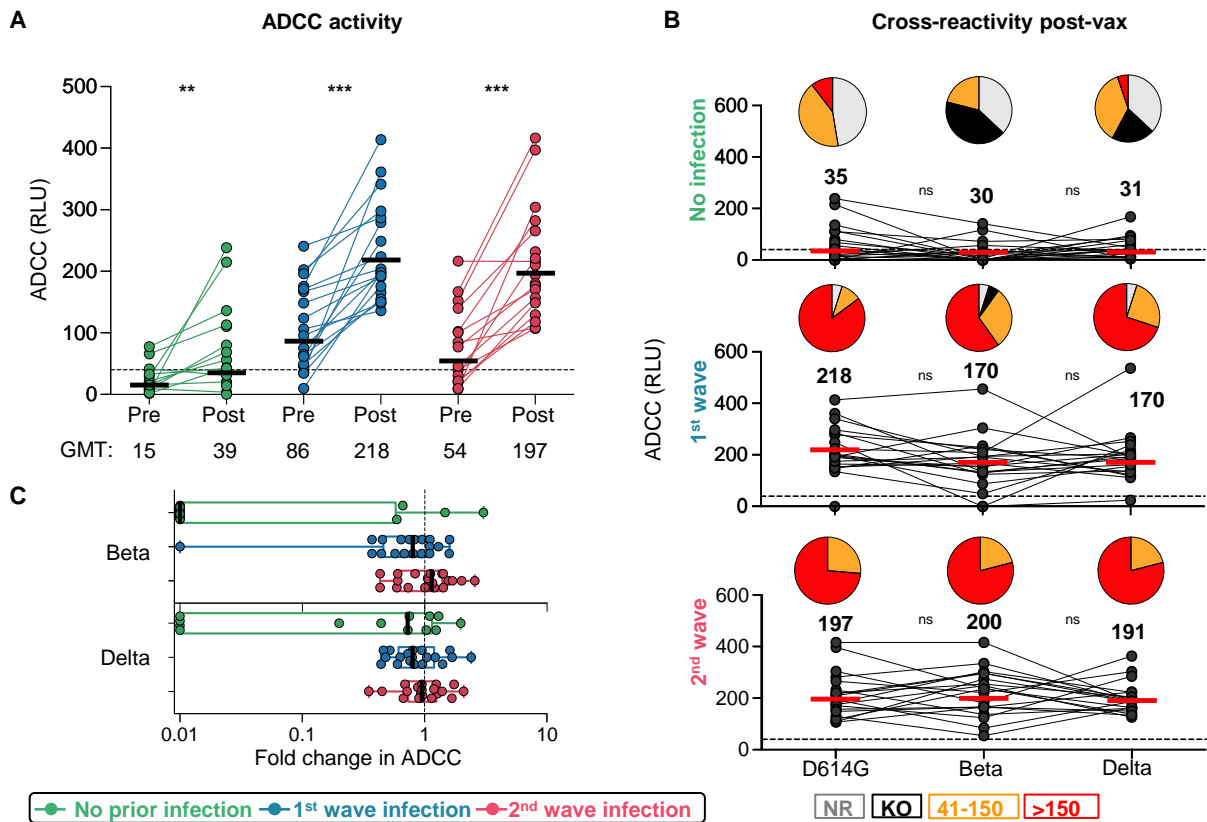 A
ADCC activity
ADCC (RLU)
500
400
300
200
100
0
**
***
***
Pre
Post
Pre
Post
Pre
Post
GMT:
15
39
86
218
54
197
B
Cross-reactivity post-vax
ADCC (RLU)
No infection
600
400
200
0
35
ns
30
ns
31
1st wave
600
400
200
0
218
ns
170
ns
170
2nd wave
600
400
200
0
197
ns
200
ns
191
D614G
Beta
Delta
NR
KO
41-150
>150
C
Beta
Delta
0.01
0.1
1
10
Fold change in ADCC
No prior infection
1st wave infection
2nd wave infection